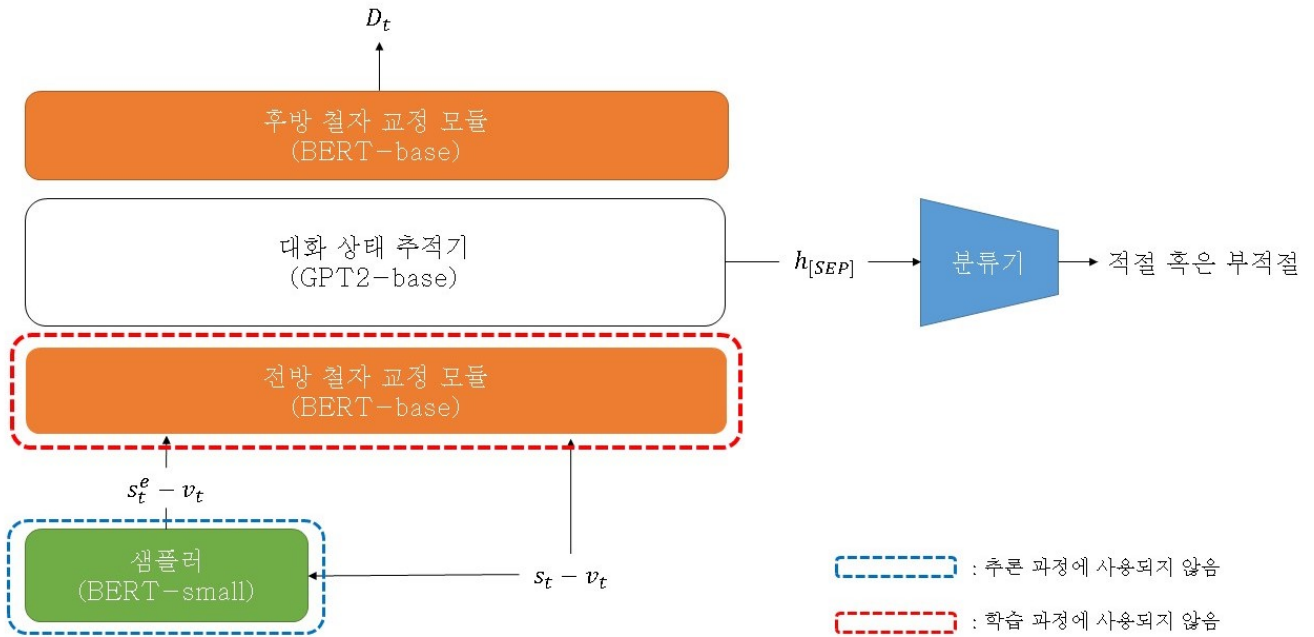 D_t
후방 철자 교정 모듈
(BERT-base)
대화 상태 추적기
(GPT2-base)
h_[SEP]
분류기
적절 혹은 부적절
전방 철자 교정 모듈
(BERT-base)
s_t^e - v_t
샘플러
(BERT-small)
s_t - v_t
: 추론 과정에 사용되지 않음
: 학습 과정에 사용되지 않음